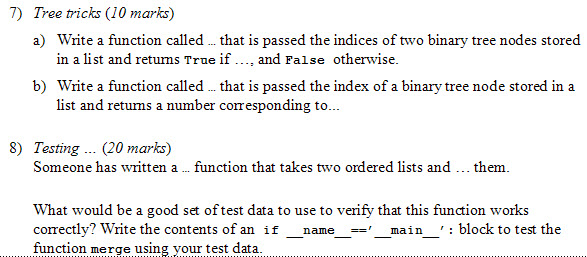 7) Tree tricks (10 marks)
a) Write a function called ... that is passed the indices of two binary tree nodes stored
in a list and returns True if ..., and False otherwise.
b) Write a function called ... that is passed the index of a binary tree node stored in a
list and returns a number corresponding to...
8) Testing ... (20 marks)
Someone has written a ... function that takes two ordered lists and ... them.
What would be a good set of test data to use to verify that this function works
correctly? Write the contents of an if __name__=='__main__': block to test the
function merge using your test data.